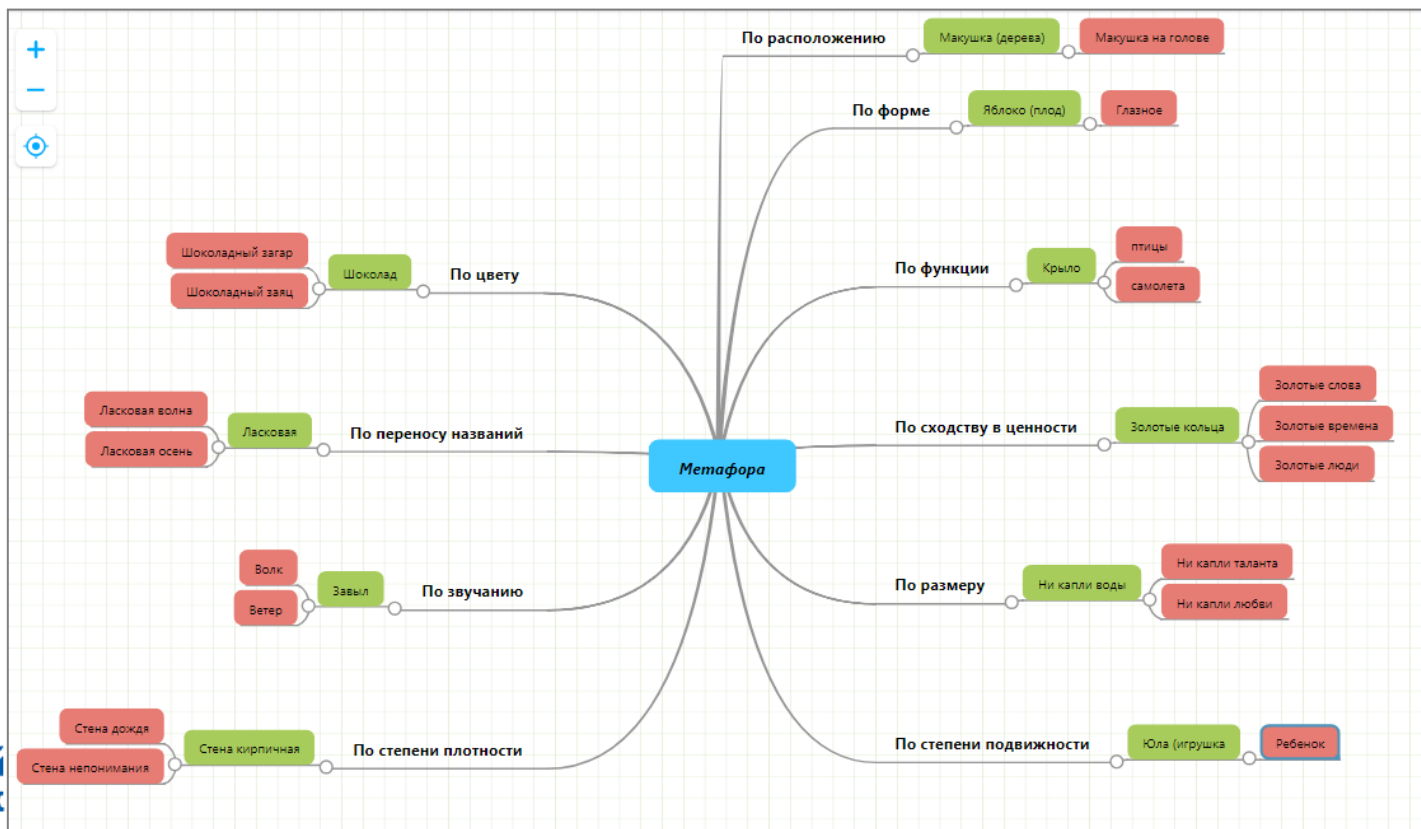 По расположению
Макушка (дерева)
Макушка на голове
По форме
Яблоко (плод)
Глазное
По функции
Крыло
птицы
самолета
По сходству в ценности
Золотые кольца
Золотые слова
Золотые времена
Золотые люди
По размеру
Ни капли воды
Ни капли таланта
Ни капли любви
По степени подвижности
Юла (игрушка
Ребенок
Метафора
По цвету
Шоколад
Шоколадный загар
Шоколадный заяц
По переносу названий
Ласковая
Ласковая волна
Ласковая осень
По звучанию
Завыл
Волк
Ветер
По степени плотности
Стена кирпичная
Стена дождя
Стена непонимания